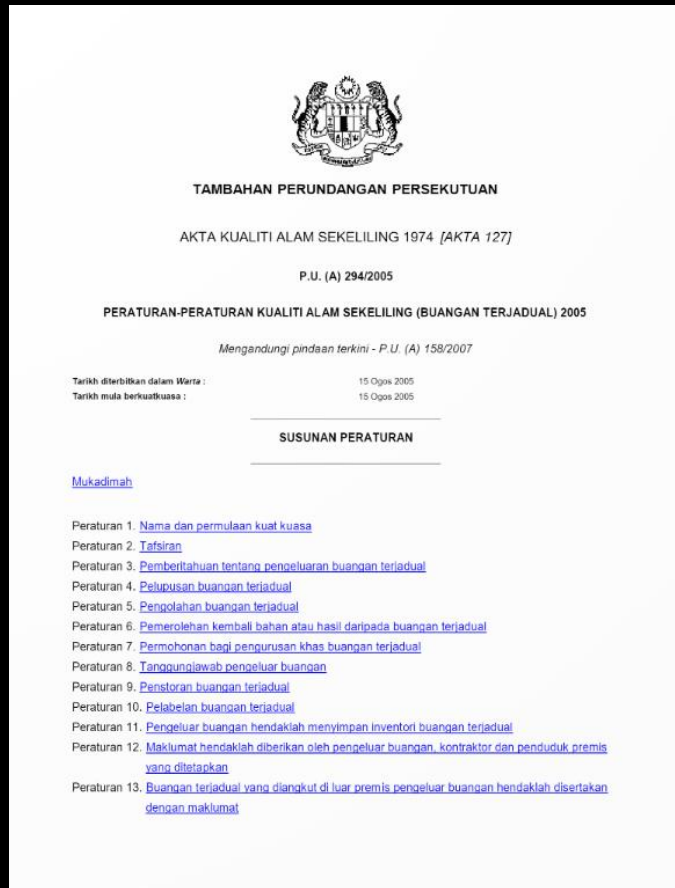 TAMBAHAN PERUNDANGAN PERSEKUTUAN
AKTA KUALITI ALAM SEKELILING 1974 [AKTA 127]
P.U. (A) 294/2005
PERATURAN-PERATURAN KUALITI ALAM SEKELILING (BUANGAN TERJADUAL) 2005
Mengandungi pindaan terkini - P.U. (A) 158/2007
Tarikh diterbitkan dalam Warta : 15 Ogos 2005
Tarikh mula berkuatkuasa : 15 Ogos 2005
SUSUNAN PERATURAN
Mukadimah
Peraturan 1. Nama dan permulaan kuat kuasa
Peraturan 2. Tafsiran
Peraturan 3. Pemberitahuan tentang pengeluaran buangan terjadual
Peraturan 4. Pelupusan buangan terjadual
Peraturan 5. Pengolahan buangan terjadual
Peraturan 6. Pemerolehan kembali bahan atau hasil daripada buangan terjadual
Peraturan 7. Permohonan bagi pengurusan khas buangan terjadual
Peraturan 8. Tanggungjawab pengeluar buangan
Peraturan 9. Penstoran buangan terjadual
Peraturan 10. Pelabelan buangan terjadual
Peraturan 11. Pengeluar buangan hendaklah menyimpan inventori buangan terjadual
Peraturan 12. Maklumat hendaklah diberikan oleh pengeluar buangan, kontraktor dan penduduk premis
yang ditetapkan
Peraturan 13. Buangan terjadual yang diangkut di luar premis pengeluar buangan hendaklah disertakan
dengan maklumat